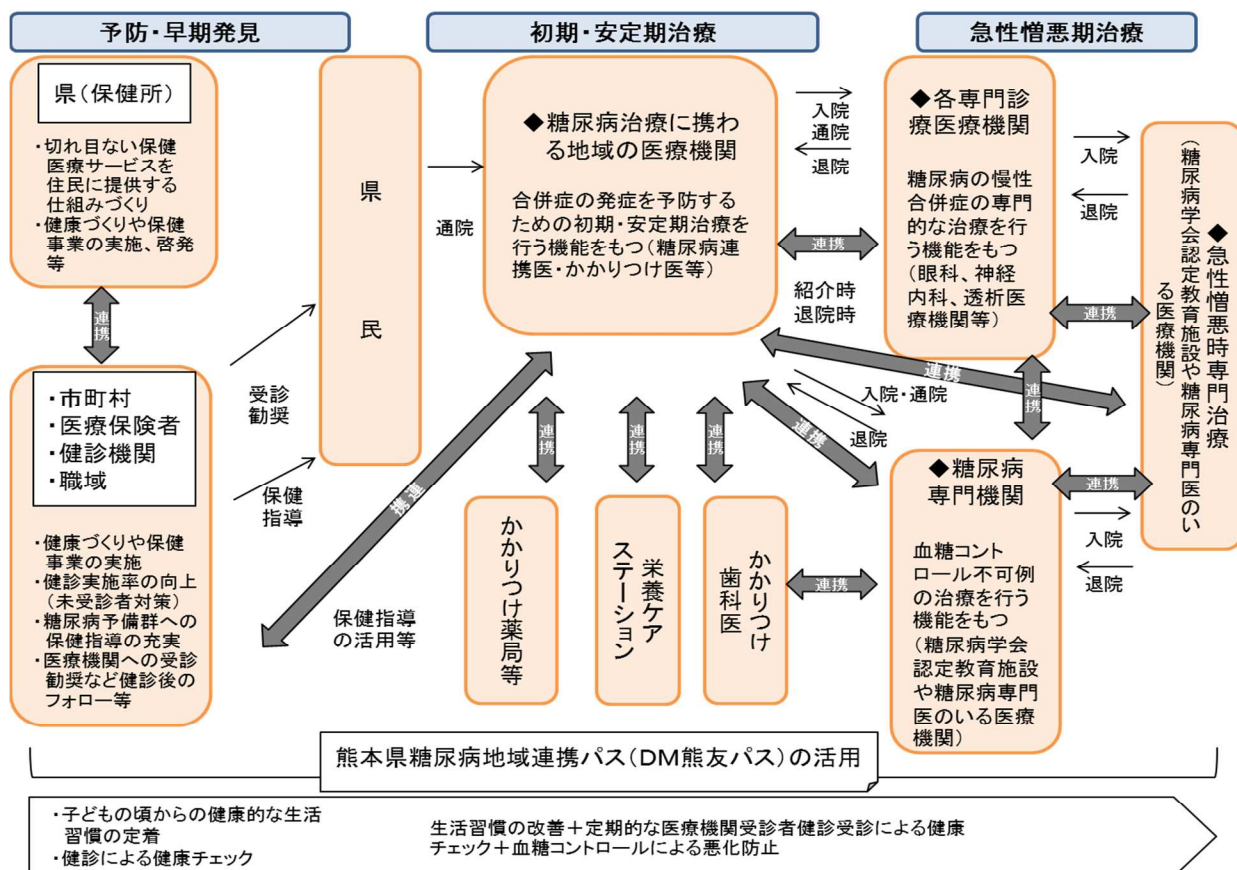 予防・早期発見
初期・安定期治療
急性憎悪期治療
県（保健所）
・切れ目ない保健
医療サービスを
住民に提供する
仕組みづくり
・健康づくりや保健
事業の実施、啓発
等
連携
・市町村
・医療保険者
・健診機関
・職域
・健康づくりや保健
事業の実施
・健診実施率の向上
（未受診者対策）
・糖尿病予備群への
保健指導の充実
・医療機関への受診
勧奨など健診後の
フォロー等
受診
勧奨
保健
指導
県民
通院
◆糖尿病治療に携わ
る地域の医療機関
合併症の発症を予防する
ための初期・安定期治療を
行う機能をもつ（糖尿病連
携医・かかりつけ医等）
入院
通院
退院
連携
紹介時
退院時
連携
入院・通院
退院
連携
連携
保健指導
の活用等
連携
連携
連携
かかりつけ薬局等
栄養ケア
ステーション
かかりつけ
歯科医
連携
◆各専門診
療医療機関
糖尿病の慢性
合併症の専門
的な治療を行
う機能をもつ
（眼科、神経
内科、透析医
療機関等）
入院
退院
連携
連携
◆糖尿病
専門機関
血糖コント
ロール不可例
の治療を行う
機能をもつ
（糖尿病学会
認定教育施設
や糖尿病専門
医のいる医療
機関）
連携
入院
退院
◆急性憎悪時専門治療
（糖尿病学会認定教育施設や糖尿病専門医のい
る医療機関）
熊本県糖尿病地域連携パス（DM熊友パス）の活用
・子どもの頃からの健康的な生活
習慣の定着
・健診による健康チェック
生活習慣の改善＋定期的な医療機関受診者健診受診による健康
チェック＋血糖コントロールによる悪化防止